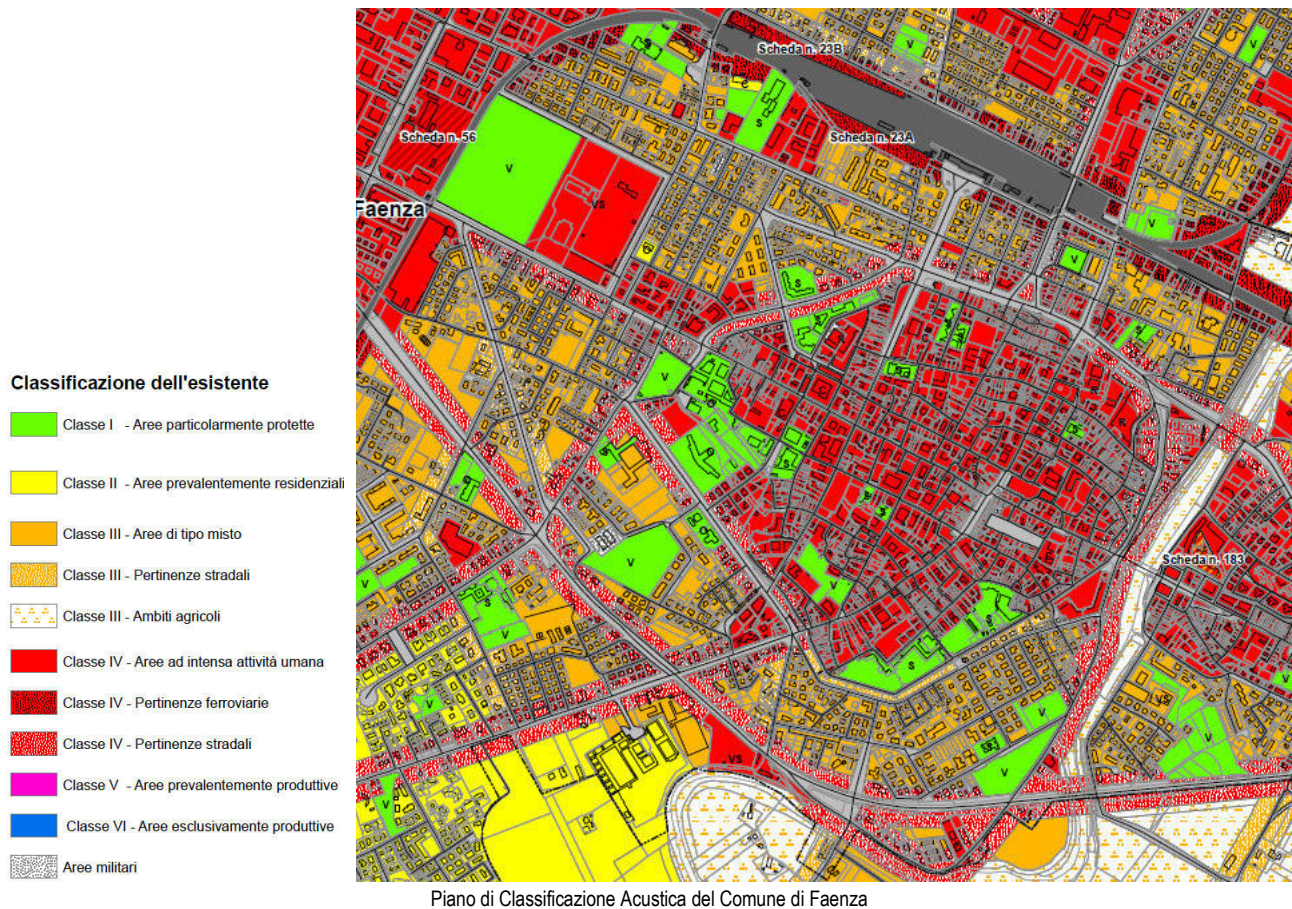 Classificazione dell'esistente
Classe I - Aree particolarmente protette
Classe II - Aree prevalentemente residenziali
Classe III - Aree di tipo misto
Classe III - Pertinenze stradali
Classe III - Ambiti agricoli
Classe IV - Aree ad intensa attività umana
Classe IV - Pertinenze ferroviarie
Classe IV - Pertinenze stradali
Classe V - Aree prevalentemente produttive
Classe VI - Aree esclusivamente produttive
Aree militari
Scheda n. 23B
V
V
S
Scheda n. 56
Scheda n. 23A
V
VS
Faenza
V
V
S
V
R
S
V
S
Scheda n. 183
V
S
V
S
S
V
V
V
VS
V
Piano di Classificazione Acustica del Comune di Faenza